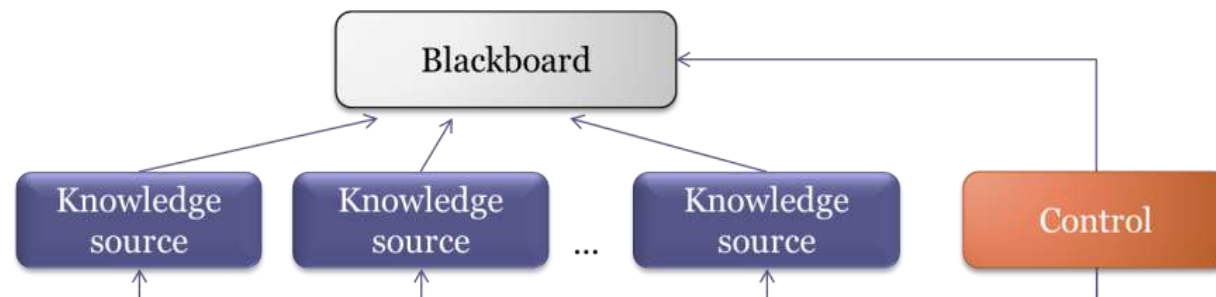 Blackboard
Knowledge
source
Knowledge
source
...
Knowledge
source
Control